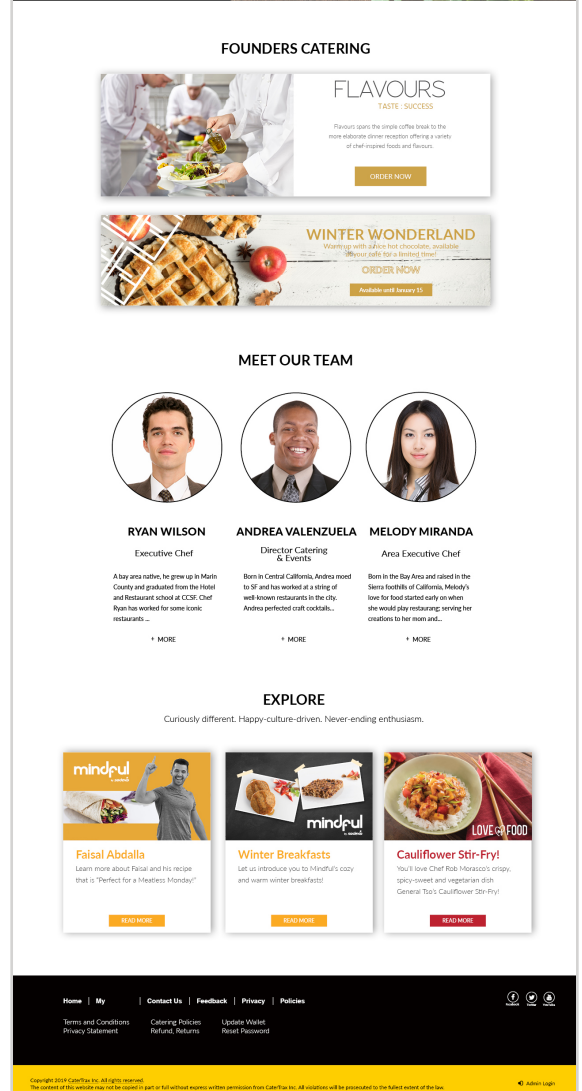 FOUNDERS CATERING
FLAVOURS
TASTE : SUCCESS
Flavours spans the simple coffee break to the
more elaborate dinner reception offering a variety
of chef-inspired foods and flavours.
ORDER NOW
WINTER WONDERLAND
Warm up with a nice hot chocolate, available
at your café for a limited time!
ORDER NOW
Available until January 15
MEET OUR TEAM
RYAN WILSON
Executive Chef
A bay area native, he grew up in Marin
County and graduated from the Hotel
and Restaurant school at CCSF. Chef
Ryan has worked for some iconic
restaurants ...
+ MORE
ANDREA VALENZUELA
Director Catering
& Events
Born in Central California, Andrea moed
to SF and has worked at a string of
well-known restaurants in the city.
Andrea perfected craft cocktails...
+ MORE
MELODY MIRANDA
Area Executive Chef
Born in the Bay Area and raised in the
Sierra foothills of California, Melody's
love for food started early on when
she would play restaurang; serving her
creations to her mom and...
+ MORE
EXPLORE
Curiously different. Happy-culture-driven. Never-ending enthusiasm.
mindful
by sodexo
Faisal Abdalla
Learn more about Faisal and his recipe
that is "Perfect for a Meatless Monday!"
READ MORE
mindful
by sodexo
Winter Breakfasts
Let us introduce you to Mindful's cozy
and warm winter breakfasts!
READ MORE
LOVE OF FOOD
Cauliflower Stir-Fry!
You'll love Chef Rob Morasco's crispy,
spicy-sweet and vegetarian dish
General Tso's Cauliflower Stir-Fry!
READ MORE
Home | My | Contact Us | Feedback | Privacy | Policies
Facebook Twitter YouTube
Terms and Conditions Catering Policies Update Wallet
Privacy Statement Refund, Returns Reset Password
Copyright 2019 CaterTrax Inc. All rights reserved.
The content of this website may not be copied in part or full without express written permission from CaterTrax Inc. All violations will be prosecuted to the fullest extent of the law.
Admin Login